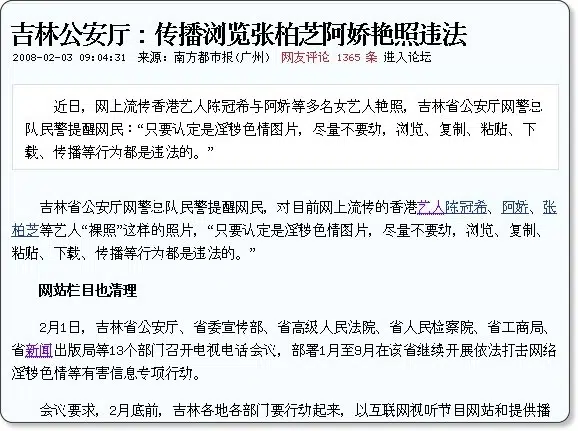 吉林公安厅：传播浏览张柏芝阿娇艳照违法
2008-02-03 09:04:31 来源：南方都市报(广州) 网友评论 1365 条 进入论坛
近日，网上流传香港艺人陈冠希与阿娇等多名女艺人艳照，吉林省公安厅网警总
队民警提醒网民：“只要认定是淫秽色情图片，尽量不要动，浏览、复制、粘贴、下
载、传播等行为都是违法的。”
吉林省公安厅网警总队民警提醒网民，对目前网上流传的香港艺人陈冠希、阿娇、张
柏芝等艺人“裸照”这样的照片，“只要认定是淫秽色情图片，尽量不要动，浏览、复制、
粘贴、下载、传播等行为都是违法的。”
网站栏目也清理
2月1日，吉林省公安厅、省委宣传部、省高级人民法院、省人民检察院、省工商局、
省新闻出版局等13个部门召开电视电话会议，部署1月至9月在该省继续开展依法打击网络
淫秽色情等有害信息专项行动。
会议要求，2月底前，吉林各地各部门要行动起来，以互联网视听节目网站和提供播